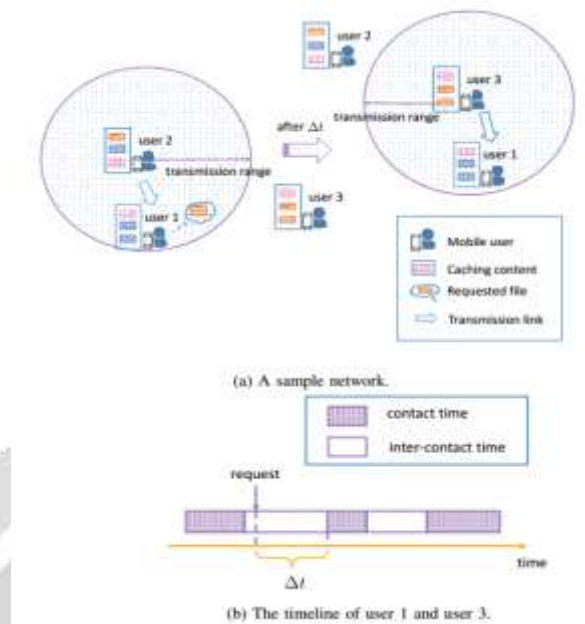 user 2
user 3
user 2
after Δt
transmission range
transmission range
user 1
user 1
user 3
Mobile user
Caching content
Requested file
Transmission link
(a) A sample network.
contact time
inter-contact time
request
time
Δt
(b) The timeline of user 1 and user 3.